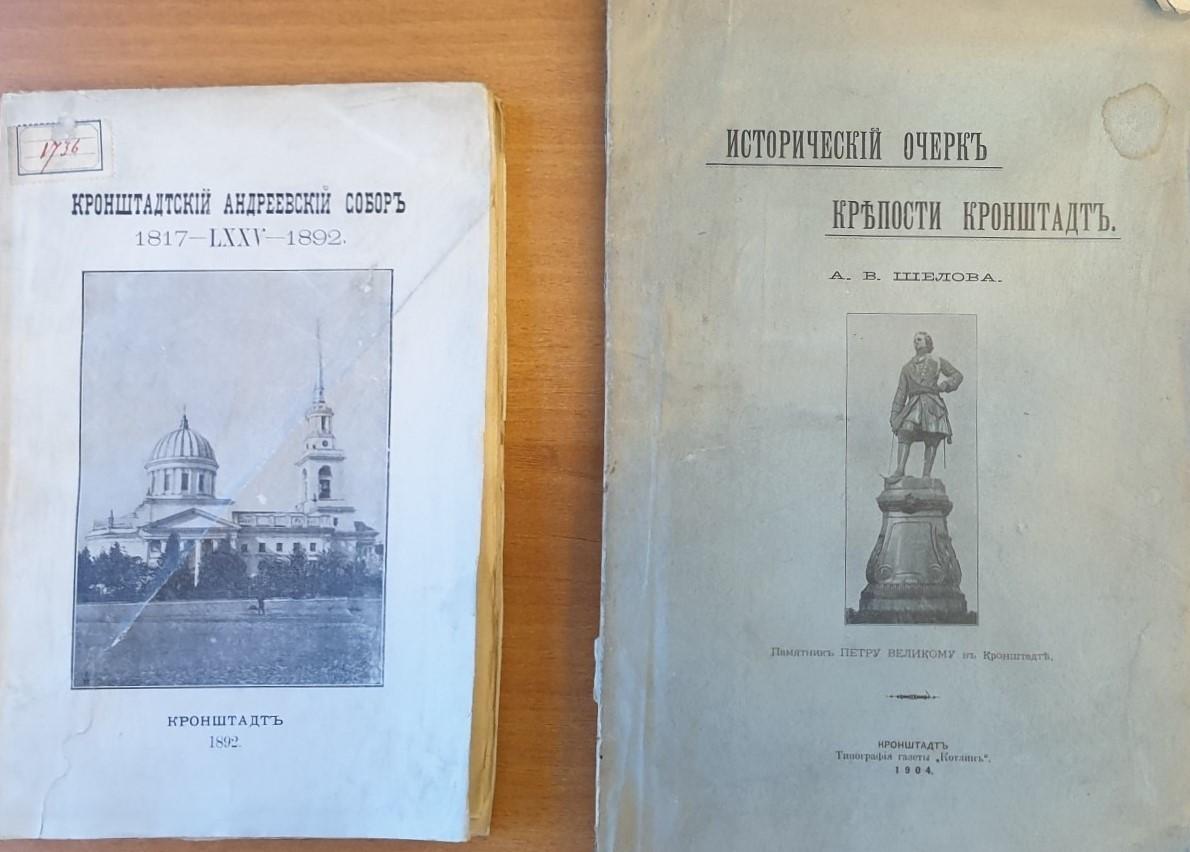 1736
КРОНШТАДТСКІЙ АНДРЕЕВСКІЙ СОБОРЪ
1817—LXXV—1892.
КРОНШТАДТЪ
1892.
ИСТОРИЧЕСКІЙ ОЧЕРКЪ
КРѢПОСТИ КРОНШТАДТЪ.
А. В. ШЕЛОВА.
Памятникъ ПЕТРУ ВЕЛИКОМУ въ Кронштадтѣ.
КРОНШТАДТЪ
Типографія газеты „Котлинъ“.
1904.